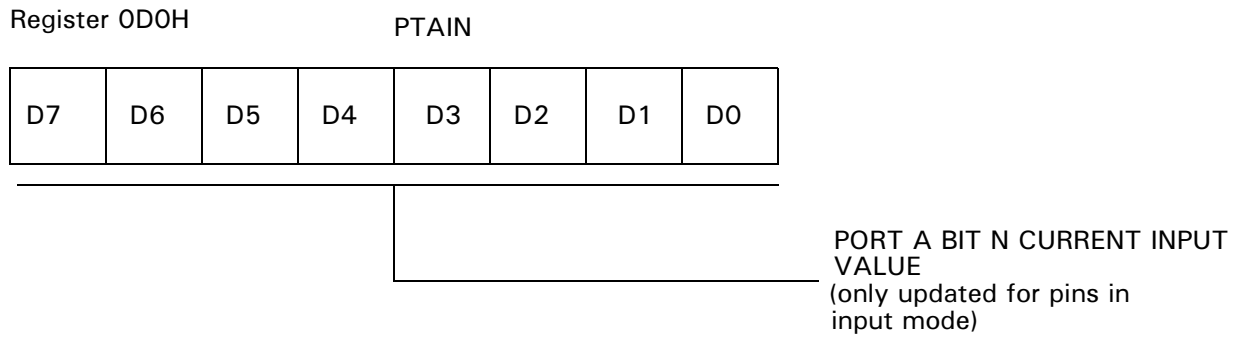 Register 0D0H
PTAIN
D7 D6 D5 D4 D3 D2 D1 D0
PORT A BIT N CURRENT INPUT
VALUE
(only updated for pins in
input mode)